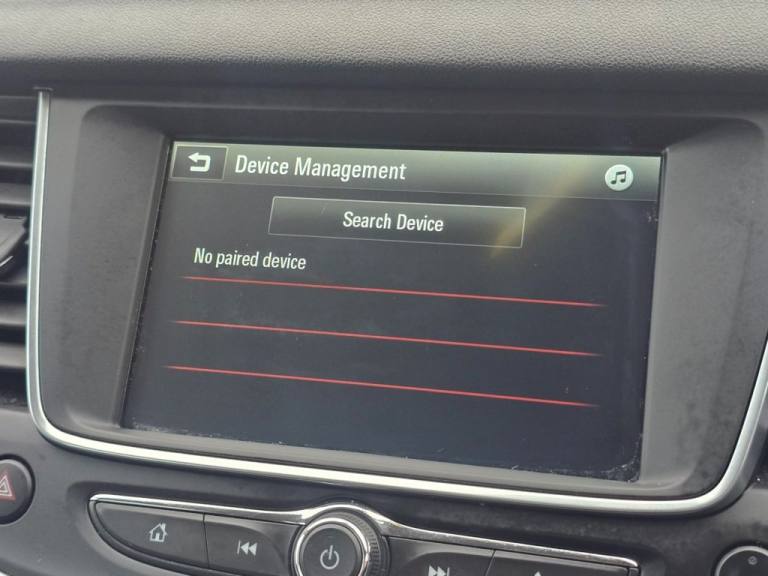 Device Management
Search Device
No paired device